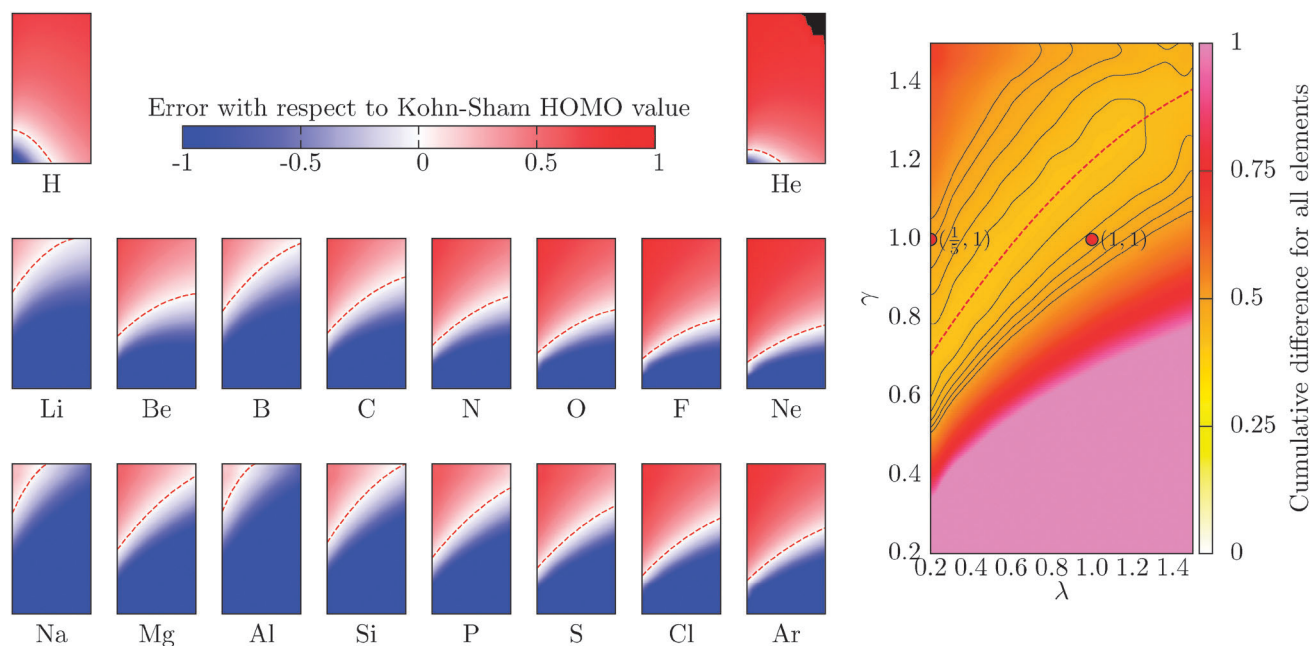 H
Error with respect to Kohn-Sham HOMO value
-1 -0.5 0 0.5 1
He
Li Be B C N O F Ne
Na Mg Al Si P S Cl Ar
1.4
1.2
1.0
0.8
0.6
0.4
0.2
γ
(1/5, 1)
(1, 1)
0.2 0.4 0.6 0.8 1.0 1.2 1.4
λ
1
0.75
0.5
0.25
0
Cumulative difference for all elements